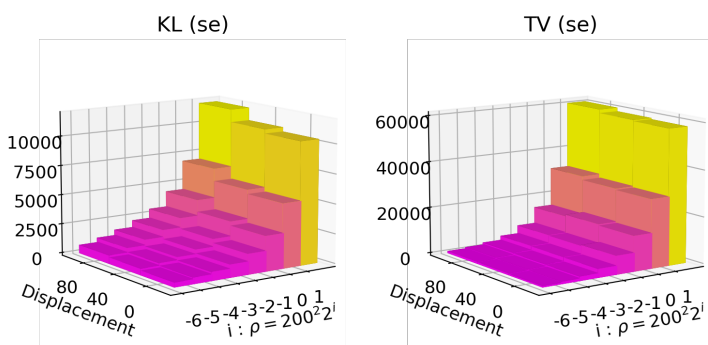 KL (se)
10000
7500
5000
2500
0
80
40
0
Displacement
-6 -5 -4 -3 -2 -1 0 1
i : ρ = 200²2ⁱ
TV (se)
60000
40000
20000
0
80
40
0
Displacement
-6 -5 -4 -3 -2 -1 0 1
i : ρ = 200²2ⁱ